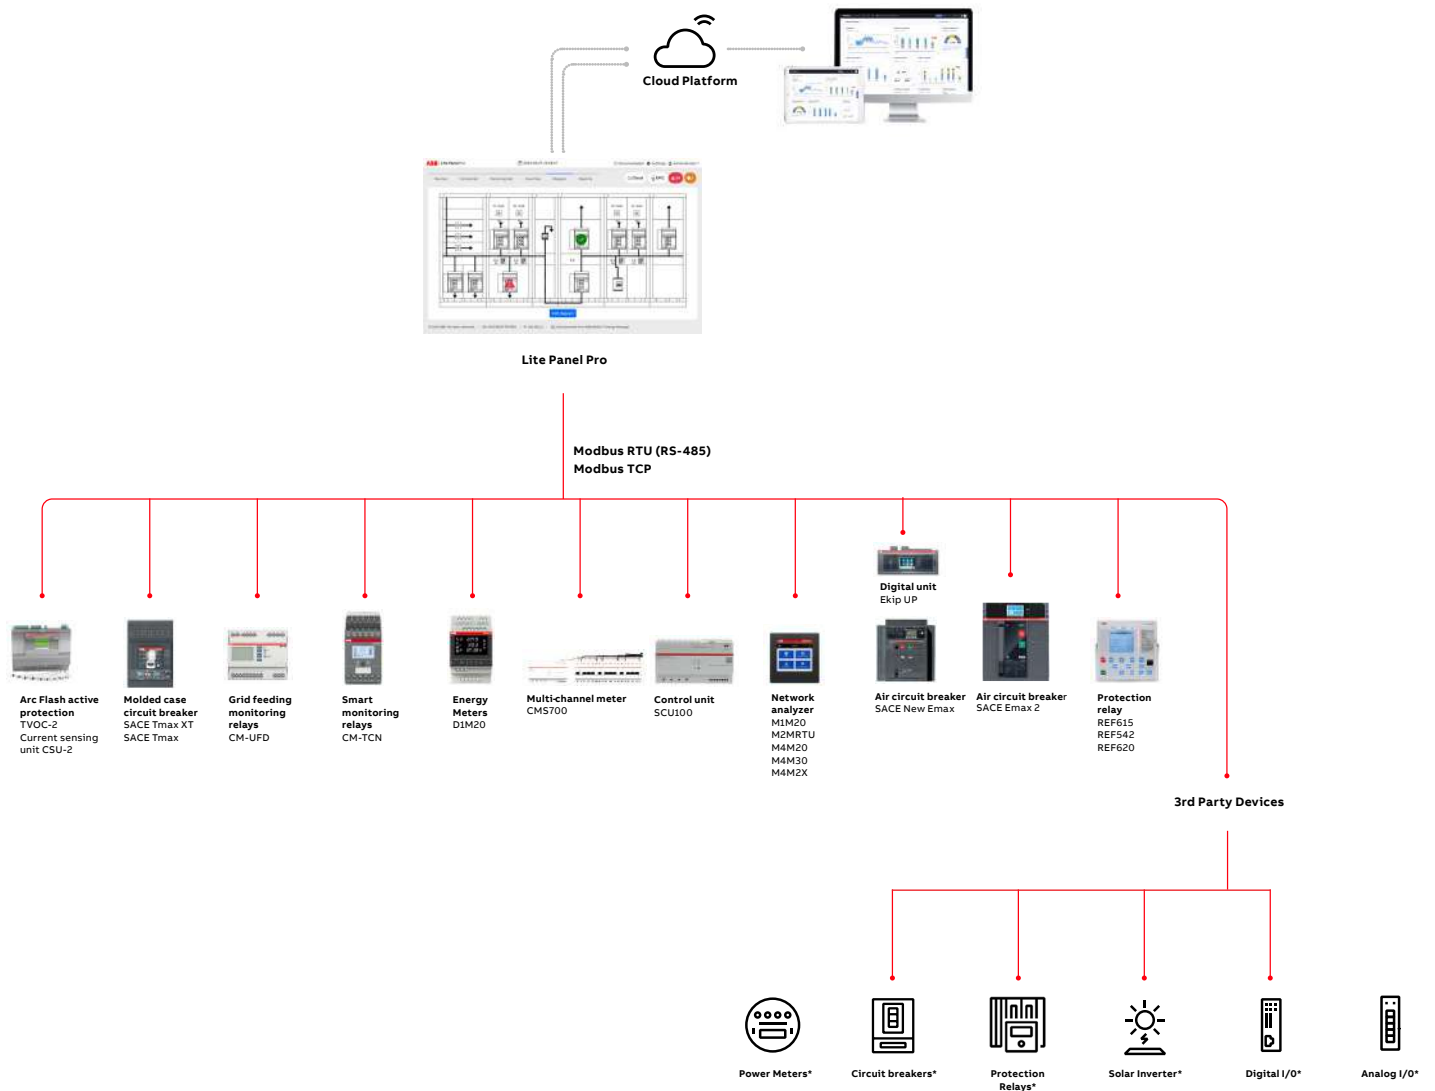 Cloud Platform
ABB
Lite Panel Pro
Modbus RTU (RS-485)
Modbus TCP
Digital unit
Ekip UP
Arc Flash active
protection
TVOC-2
Current sensing
unit CSU-2
Molded case
circuit breaker
SACE Tmax XT
SACE Tmax
Grid feeding
monitoring
relays
CM-UFD
Smart
monitoring
relays
CM-TCN
Energy
Meters
D1M20
Multi-channel meter
CMS700
Control unit
SCU100
Network
analyzer
M1M20
M2MRTU
M4M20
M4M30
M4M2X
Air circuit breaker
SACE New Emax
Air circuit breaker
SACE Emax 2
Protection
relay
REF615
REF542
REF620
3rd Party Devices
Power Meters*
Circuit breakers*
Protection
Relays*
Solar Inverter*
Digital I/O*
Analog I/O*